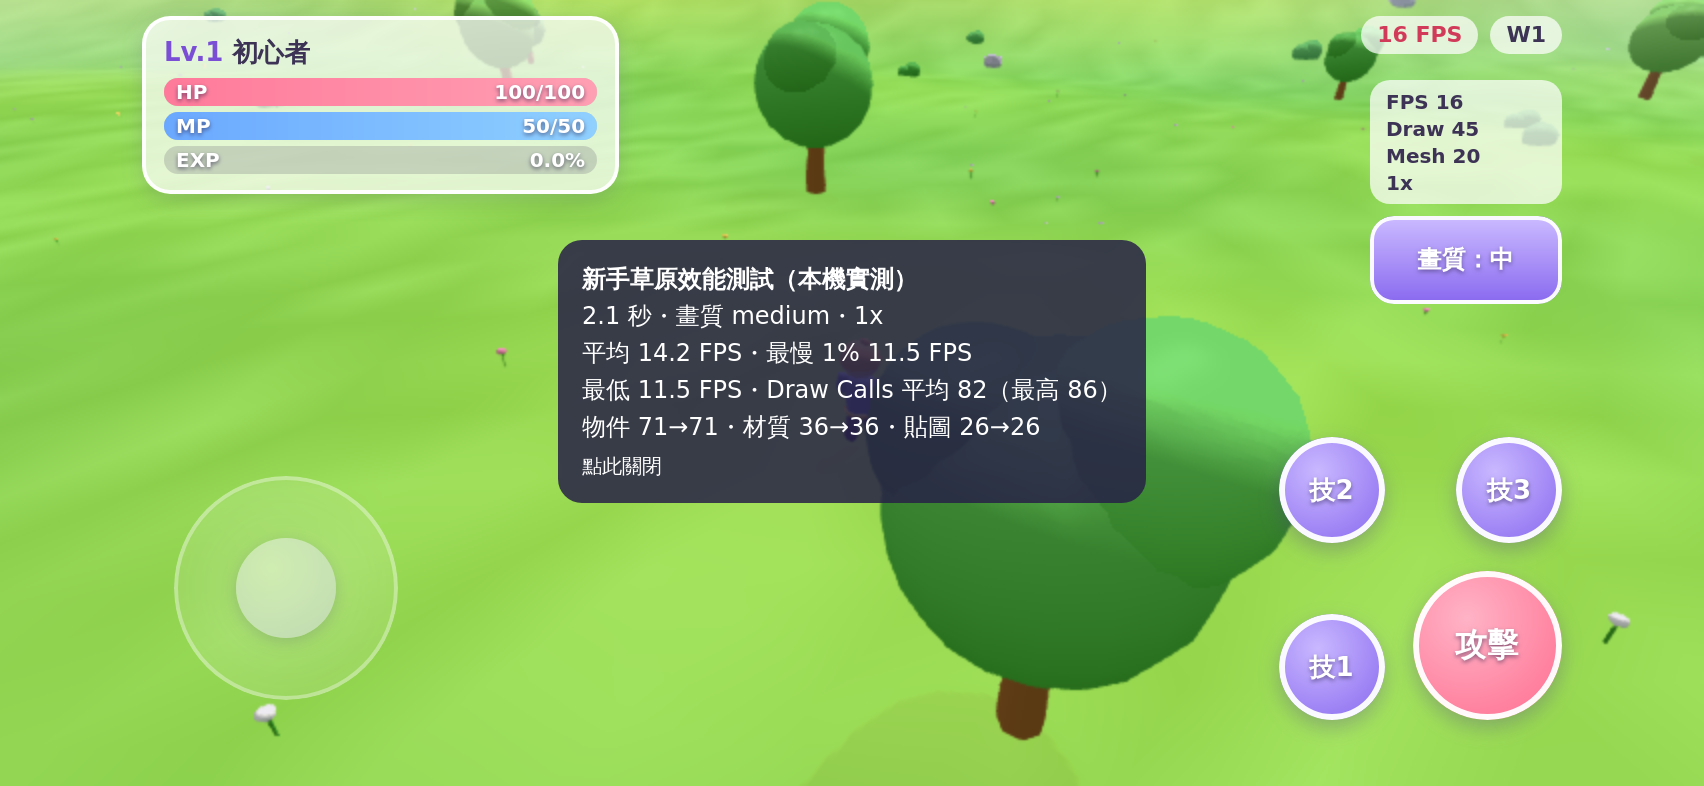 Lv.1 初心者
HP 100/100
MP 50/50
EXP 0.0%
16 FPS
W1
FPS 16
Draw 45
Mesh 20
1x
畫質：中
新手草原效能測試（本機實測）
2.1 秒・畫質 medium・1x
平均 14.2 FPS・最慢 1% 11.5 FPS
最低 11.5 FPS・Draw Calls 平均 82（最高 86）
物件 71→71・材質 36→36・貼圖 26→26
點此關閉
技2
技3
技1
攻擊